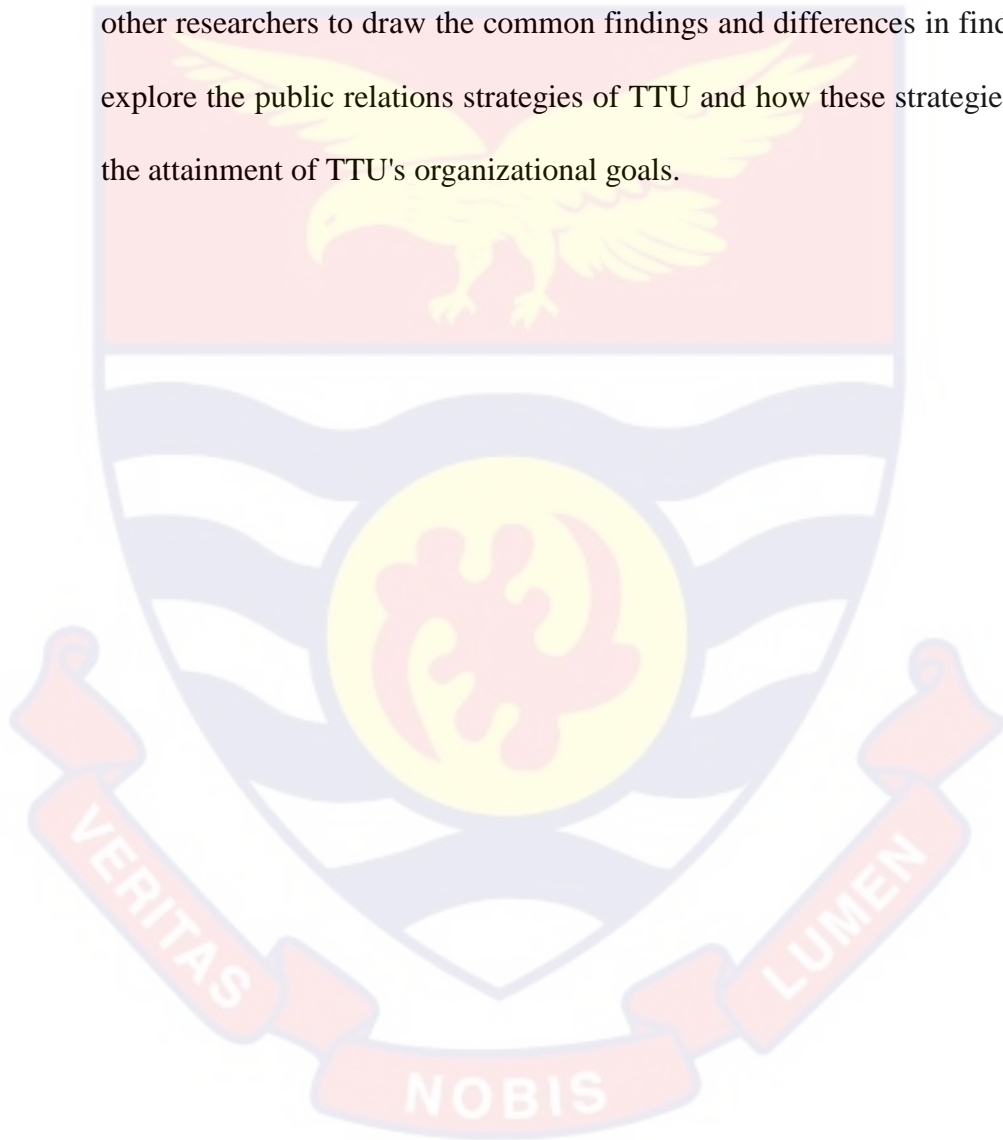 other researchers to draw the common findings and differences in
explore the public relations strategies of TTU and how these
the attainment of TTU's organizational goals.
VERITAS
NOBIS
LUMEN